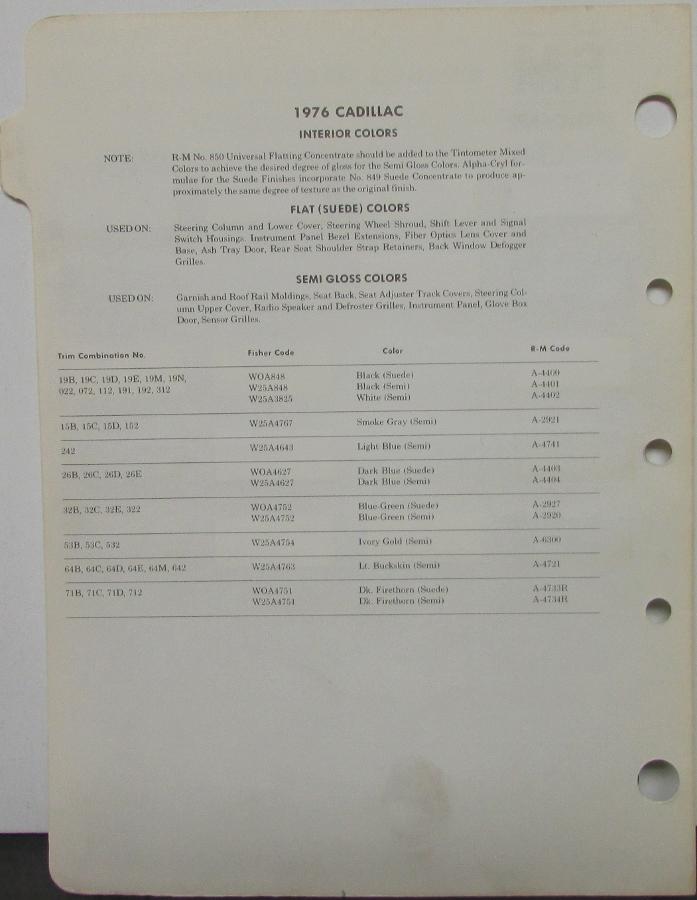 1976 CADILLAC
INTERIOR COLORS
NOTE: R-M No. 850 Universal Flatting Concentrate should be added to the Tintometer Mixed
Colors to achieve the desired degree of gloss for the Semi Gloss Colors. Alpha-Cryl for-
mulae for the Suede Finishes incorporate No. 849 Suede Concentrate to produce ap-
proximately the same degree of texture as the original finish.
FLAT (SUEDE) COLORS
USED ON: Steering Column and Lower Cover, Steering Wheel Shroud, Shift Lever and Signal
Switch Housings. Instrument Panel Bezel Extensions, Fiber Optics Lens Cover and
Base, Ash Tray Door, Rear Seat Shoulder Strap Retainers, Back Window Defogger
Grilles.
SEMI GLOSS COLORS
USED ON: Garnish and Roof Rail Moldings, Seat Back, Seat Adjuster Track Covers, Steering Col-
umn Upper Cover, Radio Speaker and Defroster Grilles, Instrument Panel, Glove Box
Door, Sensor Grilles.
Trim Combination No. Fisher Code Color R-M Code
19B, 19C, 19D, 19E, 19M, 19N, WOA848 Black (Suede) A-4400
022, 072, 112, 191, 192, 312 W25A848 Black (Semi) A-4401
W25A3825 White (Semi) A-4402
15B, 15C, 15D, 152 W25A4767 Smoke Gray (Semi) A-2921
242 W25A4643 Light Blue (Semi) A-4741
26B, 26C, 26D, 26E WOA4627 Dark Blue (Suede) A-4403
W25A4627 Dark Blue (Semi) A-4404
32B, 32C, 32E, 322 WOA4752 Blue-Green (Suede) A-2927
W25A4752 Blue-Green (Semi) A-2920
53B, 53C, 532 W25A4754 Ivory Gold (Semi) A-6300
64B, 64C, 64D, 64E, 64M, 642 W25A4763 Lt. Buckskin (Semi) A-4721
71B, 71C, 71D, 712 WOA4751 Dk. Firethorn (Suede) A-4733R
W25A4751 Dk. Firethorn (Semi) A-4734R